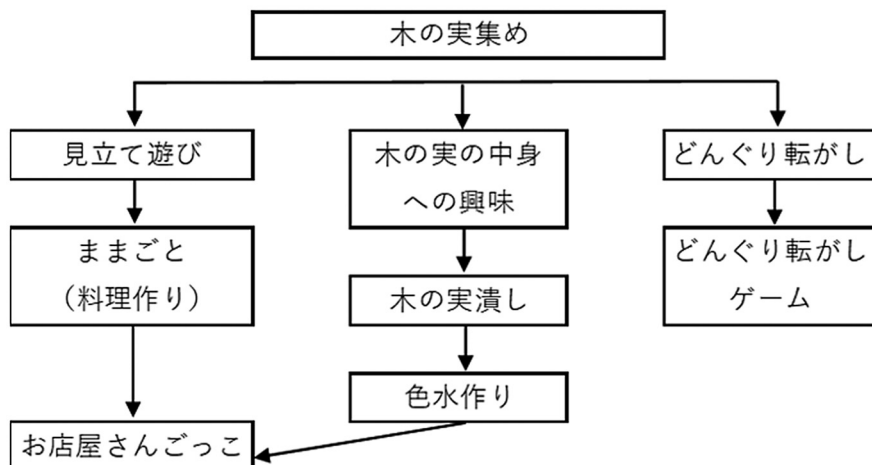 木の実集め
見立て遊び
木の実の中身
への興味
どんぐり転がし
ままごと
（料理作り）
どんぐり転がし
ゲーム
木の実潰し
色水作り
お店屋さんごっこ